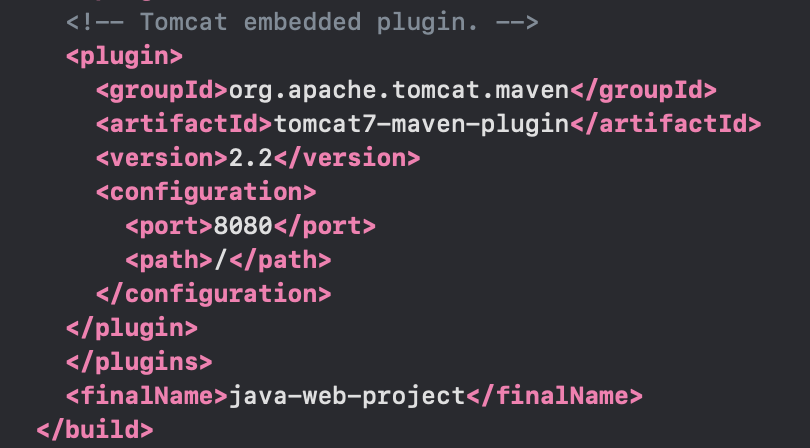 <!-- Tomcat embedded plugin. -->
<plugin>
<groupId>org.apache.tomcat.maven</groupId>
<artifactId>tomcat7-maven-plugin</artifactId>
<version>2.2</version>
<configuration>
<port>8080</port>
<path>/</path>
</configuration>
</plugin>
</plugins>
<finalName>java-web-project</finalName>
</build>